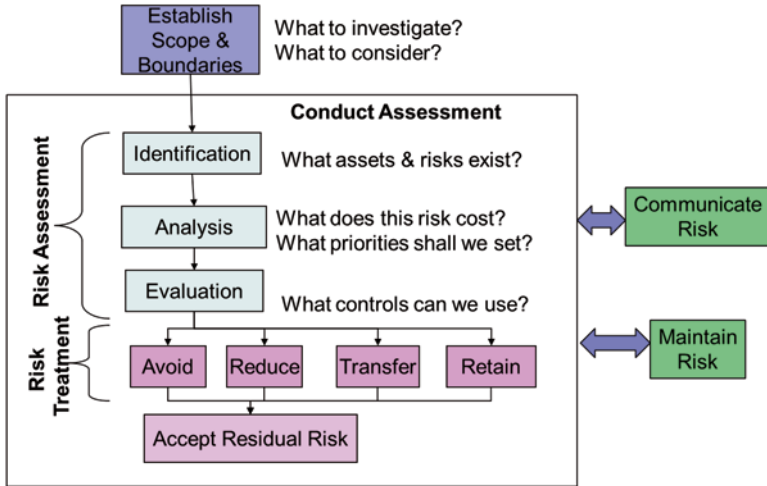 Establish
Scope &
Boundaries
What to investigate?
What to consider?
Conduct Assessment
Risk Assessment
Identification
What assets & risks exist?
Analysis
What does this risk cost?
What priorities shall we set?
Evaluation
What controls can we use?
Risk
Treatment
Avoid
Reduce
Transfer
Retain
Accept Residual Risk
Communicate
Risk
Maintain
Risk